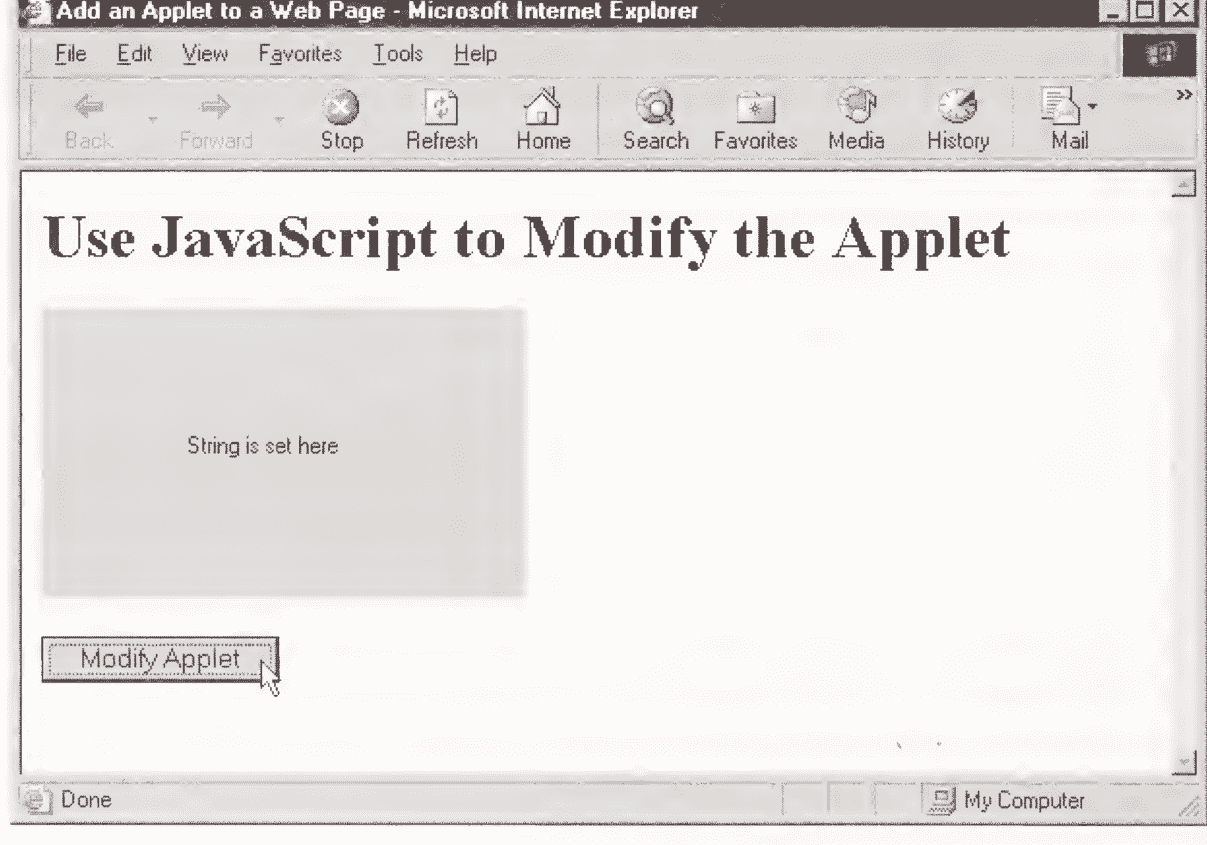 Add an Applet to a Web Page - Microsoft Internet Explorer
File Edit View Favorites Tools Help
Back Forward Stop Refresh Home Search Favorites Media History Mail »
Use JavaScript to Modify the Applet
String is set here
Modify Applet
Done My Computer